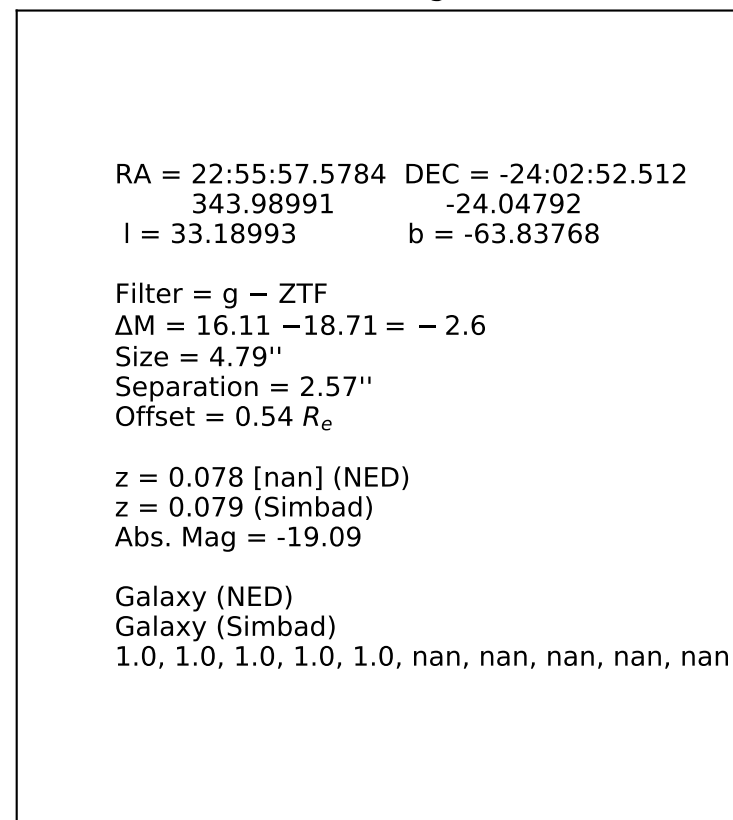 RA = 22:55:57.5784  DEC = -24:02:52.512
343.98991  -24.04792
l = 33.18993  b = -63.83768
Filter = g − ZTF
ΔM = 16.11 −18.71 = − 2.6
Size = 4.79''
Separation = 2.57''
Offset = 0.54 Re
z = 0.078 [nan] (NED)
z = 0.079 (Simbad)
Abs. Mag = -19.09
Galaxy (NED)
Galaxy (Simbad)
1.0, 1.0, 1.0, 1.0, 1.0, nan, nan, nan, nan, nan